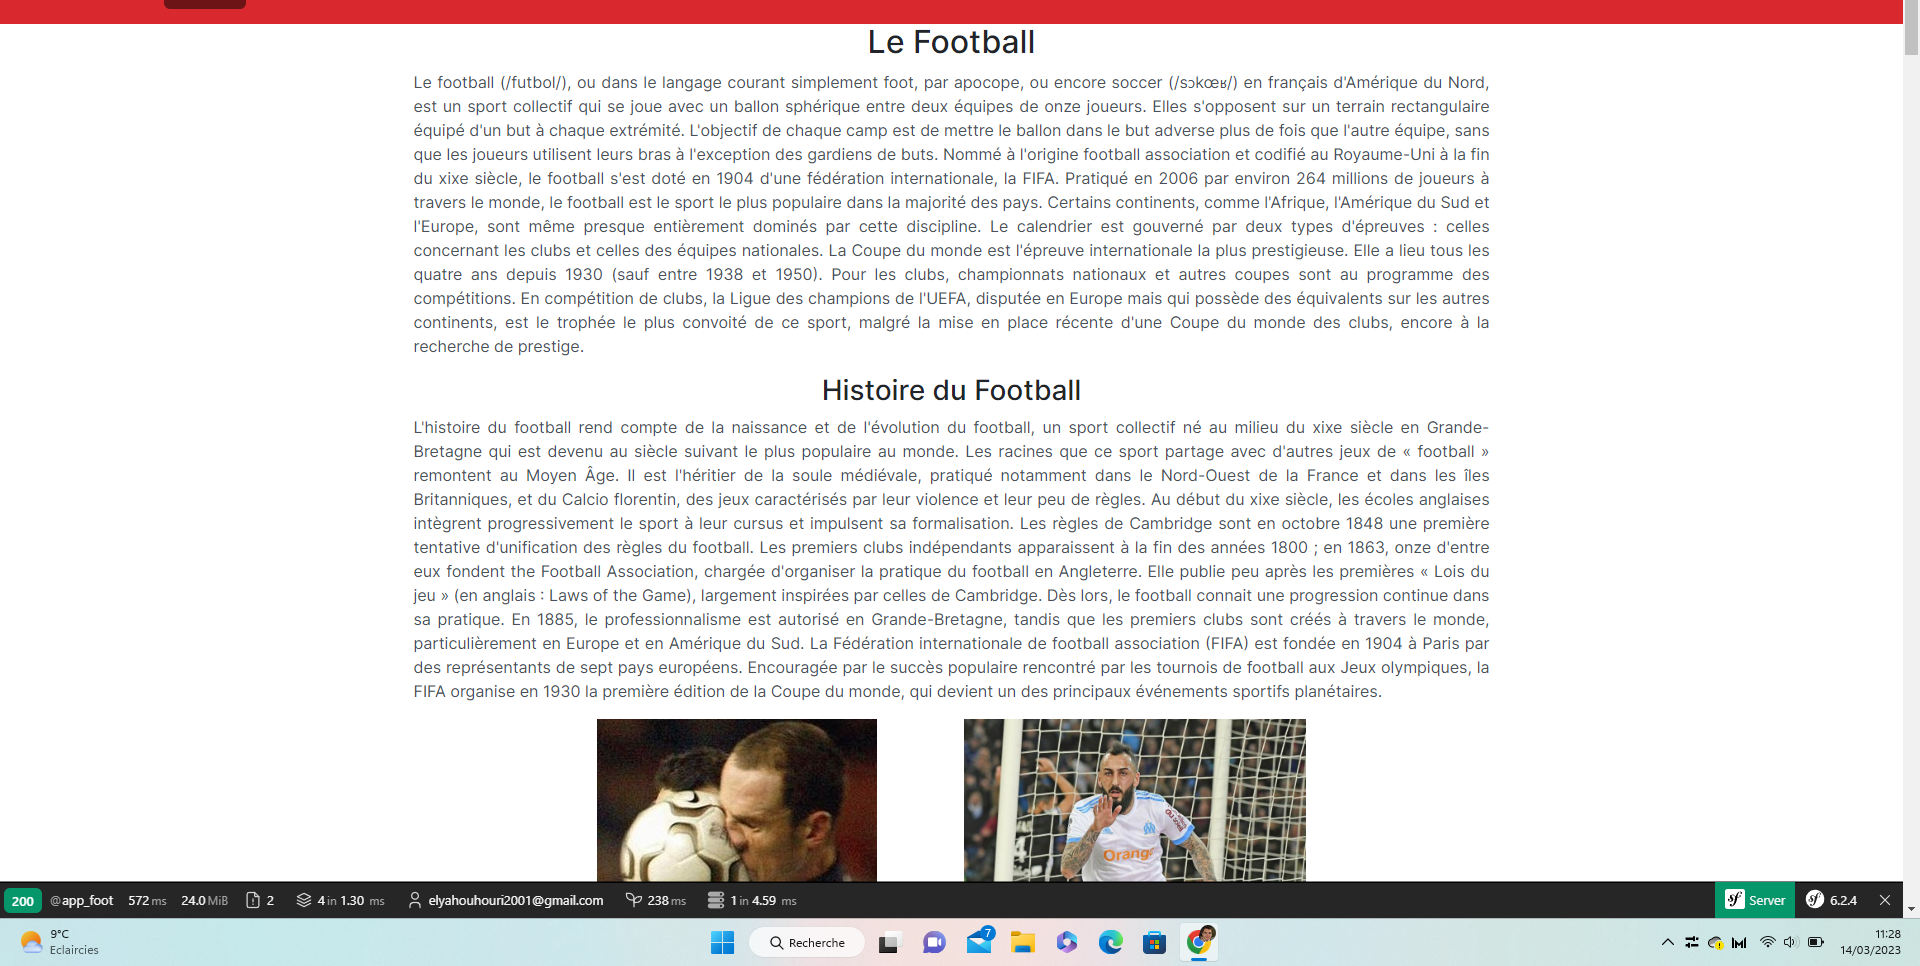 Le Football
Le football (/futbol/), ou dans le langage courant simplement foot, par apocope, ou encore soccer (/sɔkœʁ/) en français d'Amérique du Nord,
est un sport collectif qui se joue avec un ballon sphérique entre deux équipes de onze joueurs. Elles s'opposent sur un terrain rectangulaire
équipé d'un but à chaque extrémité. L'objectif de chaque camp est de mettre le ballon dans le but adverse plus de fois que l'autre équipe, sans
que les joueurs utilisent leurs bras à l'exception des gardiens de buts. Nommé à l'origine football association et codifié au Royaume-Uni à la fin
du xixe siècle, le football s'est doté en 1904 d'une fédération internationale, la FIFA. Pratiqué en 2006 par environ 264 millions de joueurs à
travers le monde, le football est le sport le plus populaire dans la majorité des pays. Certains continents, comme l'Afrique, l'Amérique du Sud et
l'Europe, sont même presque entièrement dominés par cette discipline. Le calendrier est gouverné par deux types d'épreuves : celles
concernant les clubs et celles des équipes nationales. La Coupe du monde est l'épreuve internationale la plus prestigieuse. Elle a lieu tous les
quatre ans depuis 1930 (sauf entre 1938 et 1950). Pour les clubs, championnats nationaux et autres coupes sont au programme des
compétitions. En compétition de clubs, la Ligue des champions de l'UEFA, disputée en Europe mais qui possède des équivalents sur les autres
continents, est le trophée le plus convoité de ce sport, malgré la mise en place récente d'une Coupe du monde des clubs, encore à la
recherche de prestige.
Histoire du Football
L'histoire du football rend compte de la naissance et de l'évolution du football, un sport collectif né au milieu du xixe siècle en Grande-
Bretagne qui est devenu au siècle suivant le plus populaire au monde. Les racines que ce sport partage avec d'autres jeux de « football »
remontent au Moyen Âge. Il est l'héritier de la soule médiévale, pratiqué notamment dans le Nord-Ouest de la France et dans les îles
Britanniques, et du Calcio florentin, des jeux caractérisés par leur violence et leur peu de règles. Au début du xixe siècle, les écoles anglaises
intègrent progressivement le sport à leur cursus et impulsent sa formalisation. Les règles de Cambridge sont en octobre 1848 une première
tentative d'unification des règles du football. Les premiers clubs indépendants apparaissent à la fin des années 1800 ; en 1863, onze d'entre
eux fondent the Football Association, chargée d'organiser la pratique du football en Angleterre. Elle publie peu après les premières « Lois du
jeu » (en anglais : Laws of the Game), largement inspirées par celles de Cambridge. Dès lors, le football connait une progression continue dans
sa pratique. En 1885, le professionnalisme est autorisé en Grande-Bretagne, tandis que les premiers clubs sont créés à travers le monde,
particulièrement en Europe et en Amérique du Sud. La Fédération internationale de football association (FIFA) est fondée en 1904 à Paris par
des représentants de sept pays européens. Encouragée par le succès populaire rencontré par les tournois de football aux Jeux olympiques, la
FIFA organise en 1930 la première édition de la Coupe du monde, qui devient un des principaux événements sportifs planétaires.
Orange
200 @app_foot 572 ms 24.0 MiB 2 4 in 1.30 ms elyahouhouri2001@gmail.com 238 ms 1 in 4.59 ms Server 6.2.4
9°C
Eclaircies
Recherche
7
11:28
14/03/2023